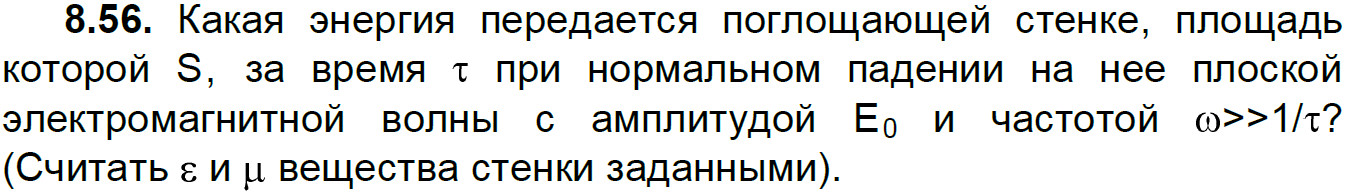 8.56. Какая энергия передается поглощающей стенке, площадь
которой S, за время τ при нормальном падении на нее плоской
электромагнитной волны с амплитудой E₀ и частотой ω>>1/τ?
(Считать ε и μ вещества стенки заданными).